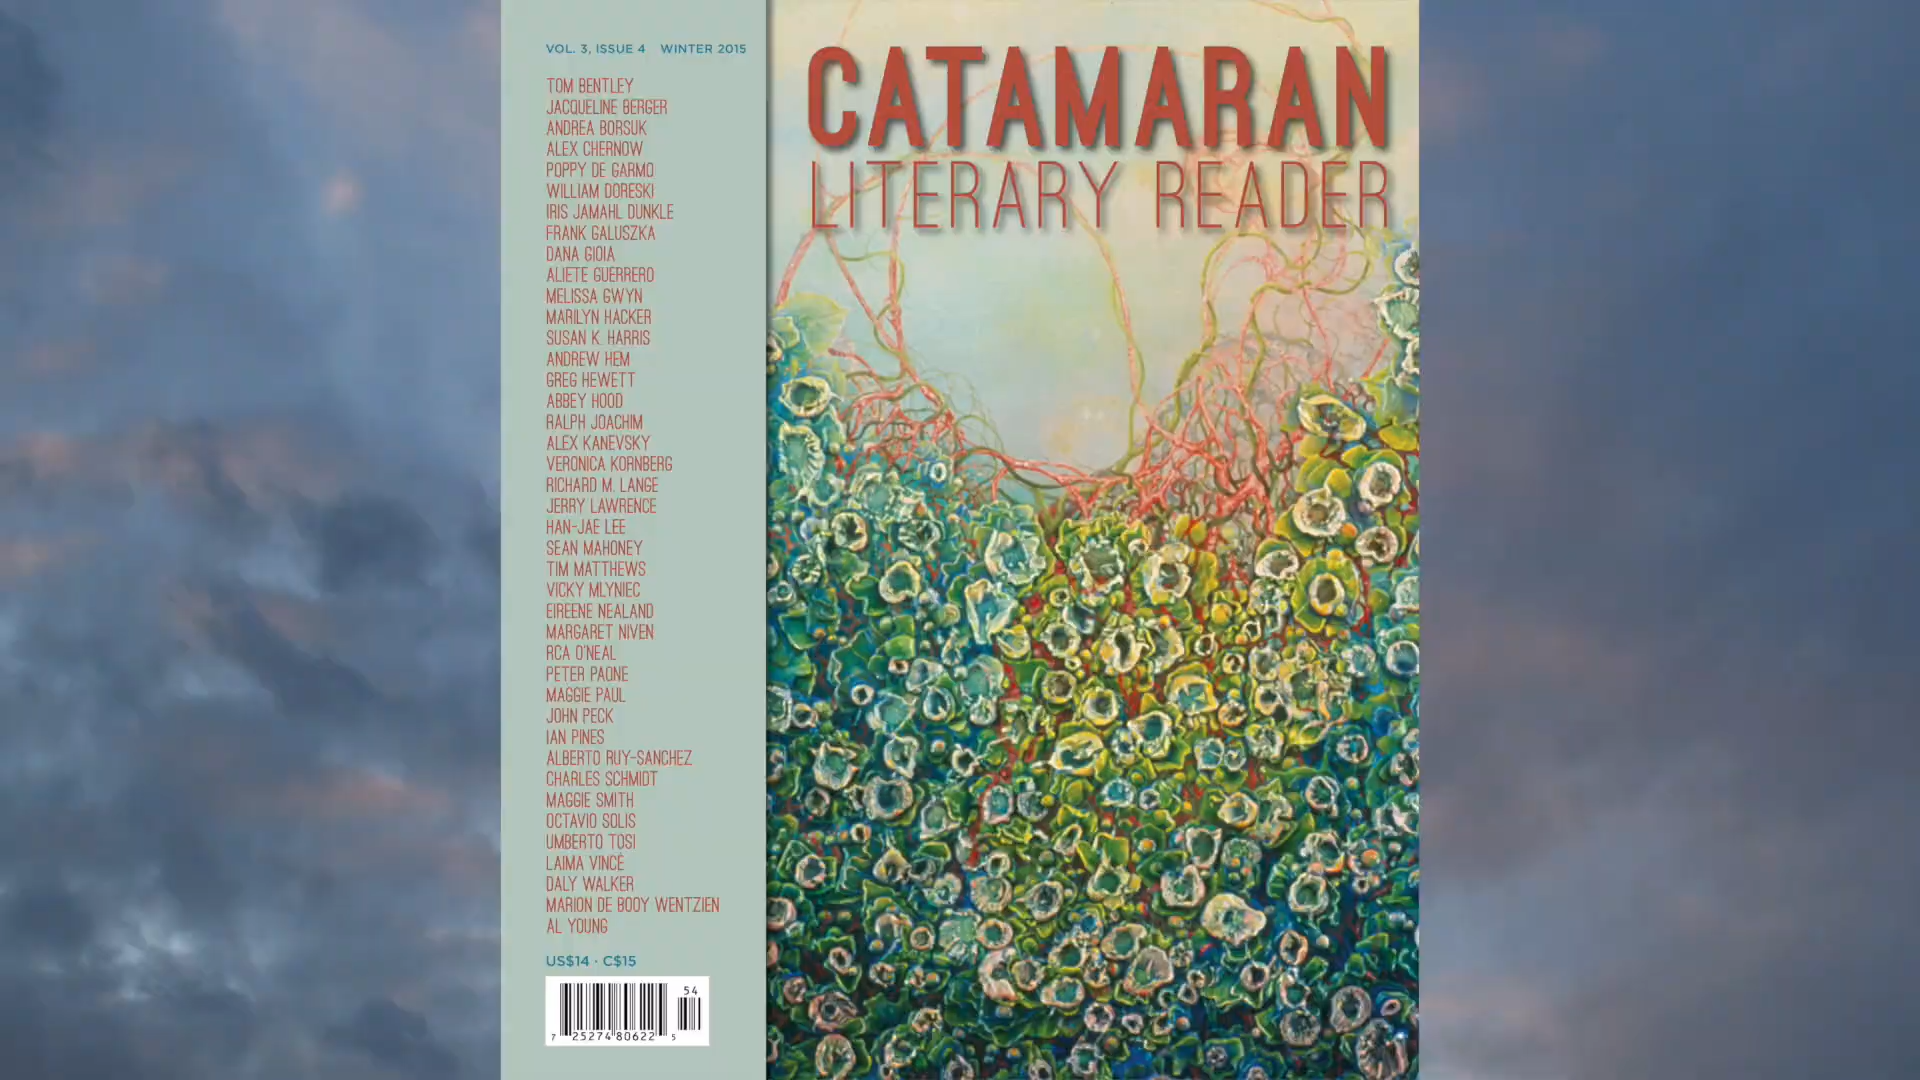 VOL. 3, ISSUE 4 WINTER 2015
TOM BENTLEY
JACQUELINE BERGER
ANDREA BORSUK
ALEX CHERNOW
POPPY DE GARMO
WILLIAM DORESKI
IRIS JAMAHL DUNKLE
FRANK GALUSZKA
DANA GIOIA
ALIETE GUERRERO
MELISSA GWYN
MARILYN HACKER
SUSAN K. HARRIS
ANDREW HEM
GREG HEWETT
ABBEY HOOD
RALPH JOACHIM
ALEX KANEVSKY
VERONICA KORNBERG
RICHARD M. LANGE
JERRY LAWRENCE
HAN-JAE LEE
SEAN MAHONEY
TIM MATTHEWS
VICKY MLYNIEC
EIREENE NEALAND
MARGARET NIVEN
RCA O'NEAL
PETER PAONE
MAGGIE PAUL
JOHN PECK
IAN PINES
ALBERTO RUY-SANCHEZ
CHARLES SCHMIDT
MAGGIE SMITH
OCTAVIO SOLIS
UMBERTO TOSI
LAIMA VINCĖ
DALY WALKER
MARION DE BOOY WENTZIEN
AL YOUNG
US$14 · C$15
54
7 25274 80622 5
CATAMARAN
LITERARY READER